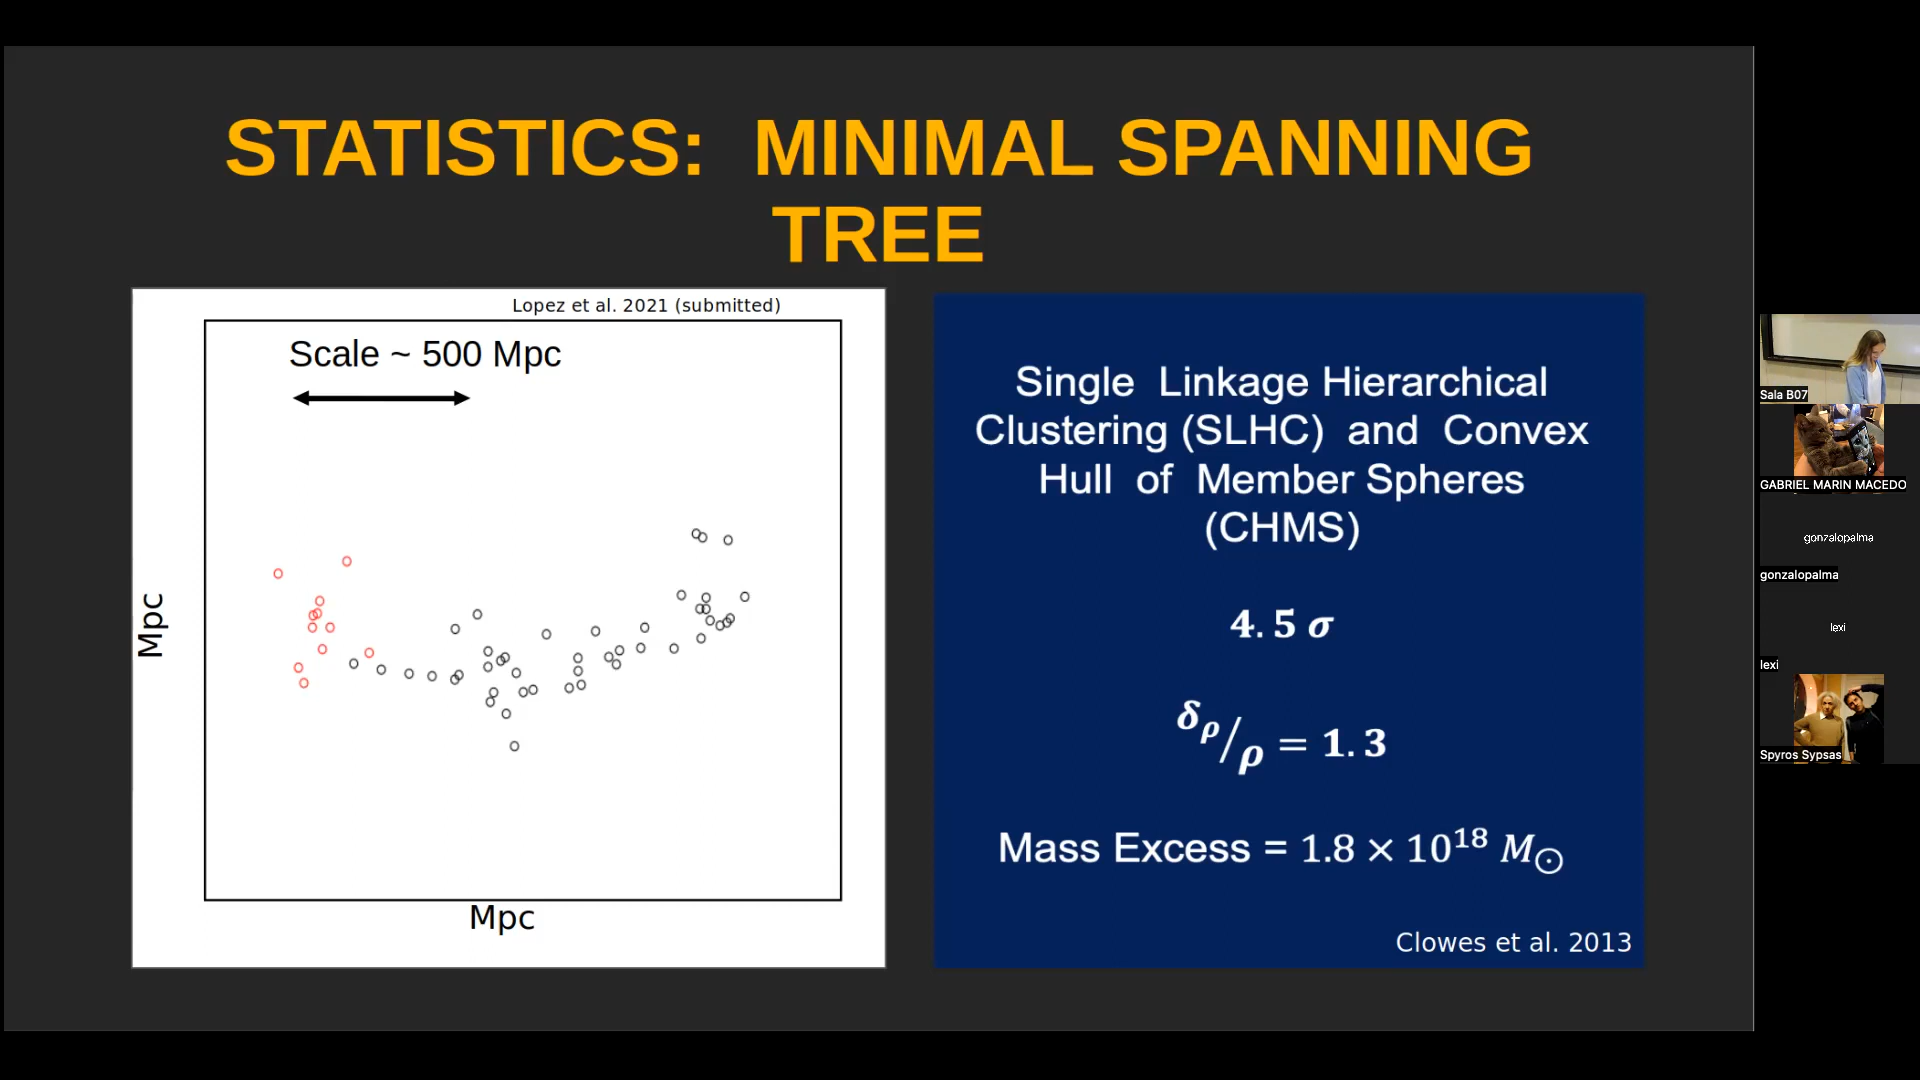 STATISTICS: MINIMAL SPANNING
TREE
Lopez et al. 2021 (submitted)
Scale ~ 500 Mpc
Mpc
Mpc
Single Linkage Hierarchical
Clustering (SLHC) and Convex
Hull of Member Spheres
(CHMS)
4.5 σ
δρ/ρ = 1.3
Mass Excess = 1.8 × 10¹⁸ M☉
Clowes et al. 2013
Sala B07
GABRIEL MARIN MACEDO
gonzalopalma
gonzalopalma
lexi
lexi
Spyros Sypsas